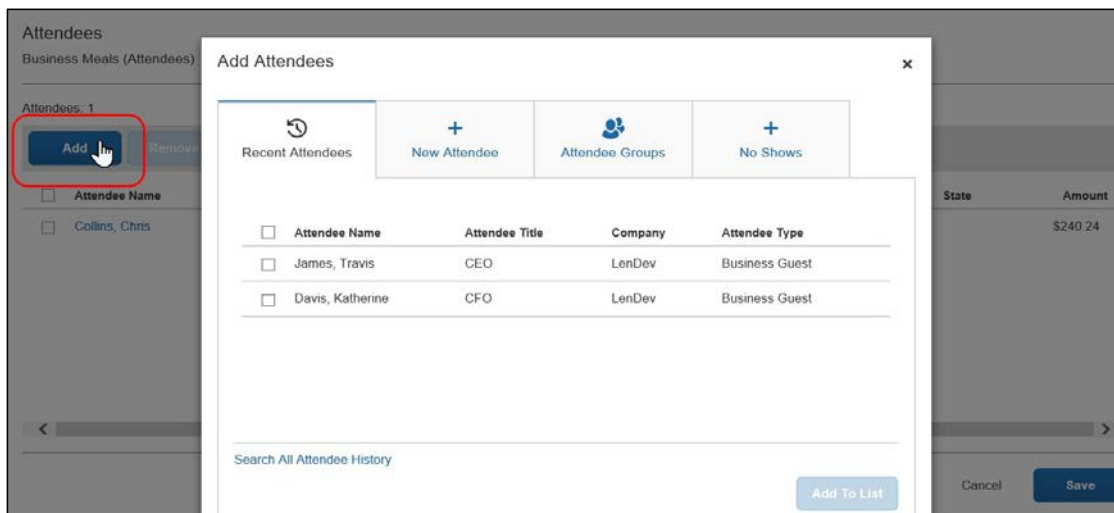 Attendees
Business Meals (Attendees)
Attendees: 1
Add
Remove
Attendee Name
State
Amount
Collins, Chris
$240.24
Add Attendees
×
Recent Attendees
New Attendee
Attendee Groups
No Shows
Attendee Name Attendee Title Company Attendee Type
James, Travis CEO LenDev Business Guest
Davis, Katherine CFO LenDev Business Guest
Search All Attendee History
Add To List
Cancel
Save